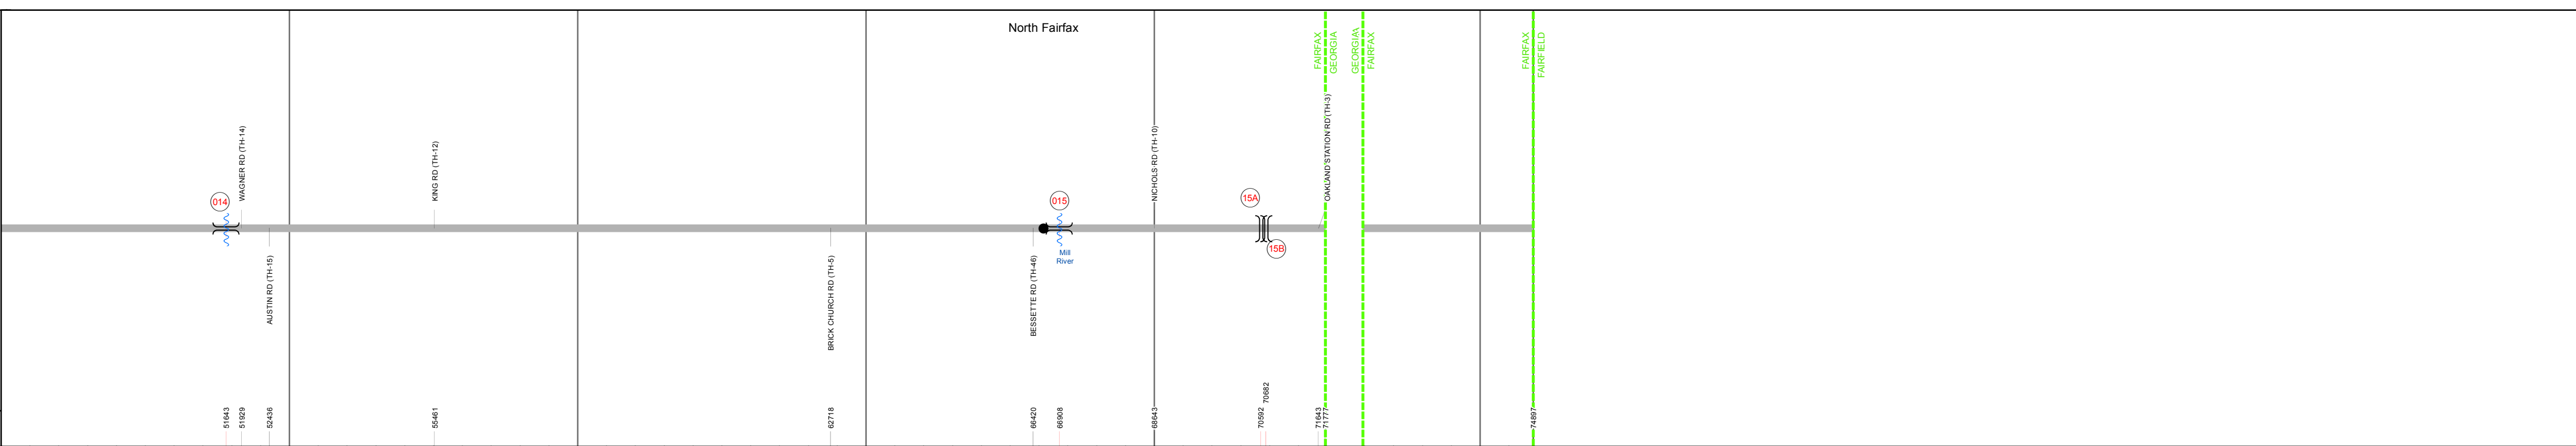 North Fairfax
FAIRFAX
GEORGIA
GEORGIA\
FAIRFAX
FAIRFAX
FAIRFIELD
WAGNER RD (TH-14)
KING RD (TH-12)
NICHOLS RD (TH-10)
OAKLAND STATION RD (TH-3)
014
015
15A
15B
Mill
River
AUSTIN RD (TH-15)
BRICK CHURCH RD (TH-5)
BESSETTE RD (TH-46)
51643
51929
52436
55461
62718
66420
66908
68643
70592
70682
71643
71777
74897